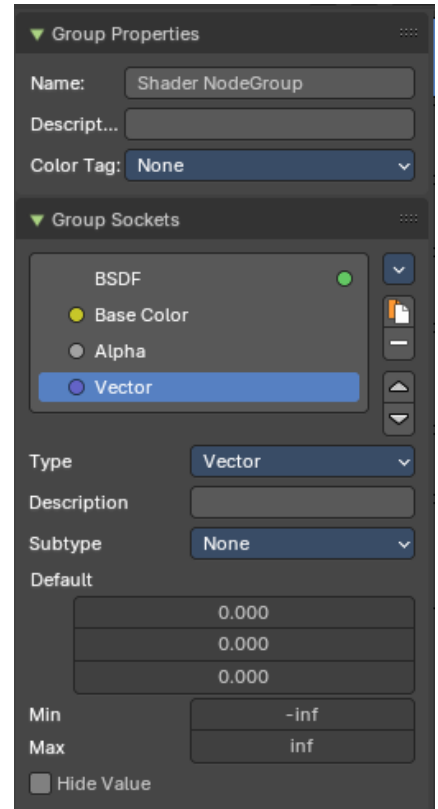 Group Properties
Name: Shader NodeGroup
Descript...
Color Tag: None
Group Sockets
BSDF
Base Color
Alpha
Vector
Type Vector
Description
Subtype None
Default
0.000
0.000
0.000
Min -inf
Max inf
Hide Value